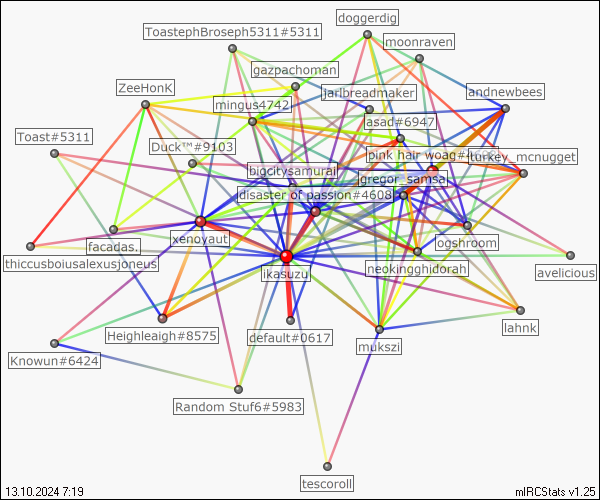 doggerdig
ToastephBroseph5311#5311
moonraven
gazpachoman
ZeeHonK
jarlbreadmaker
andnewbees
mingus4742
asad#6947
Toast#5311
Duck™#9103
pink hair woag#
turkey_mcnugget
bigcitysamurai
gregor_samsa
disaster of passion#4608
facadas.
xenoyaut
ogshroom
thiccusboiusalexusjoneus
ikasuzu
neokingghidorah
avelicious
Heighleaigh#8575
default#0617
lahnk
mukszi
Knowun#6424
Random Stuf6#5983
tescoroll
13.10.2024 7:19
mIRCStats v1.25